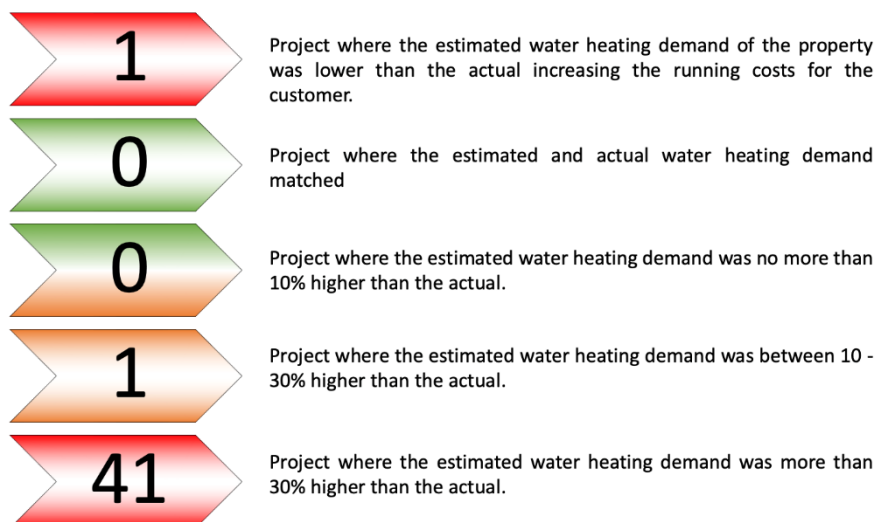 1
Project where the estimated water heating demand of the property
was lower than the actual increasing the running costs for the
customer.
0
Project where the estimated and actual water heating demand
matched
0
Project where the estimated water heating demand was no more than
10% higher than the actual.
1
Project where the estimated water heating demand was between 10 -
30% higher than the actual.
41
Project where the estimated water heating demand was more than
30% higher than the actual.